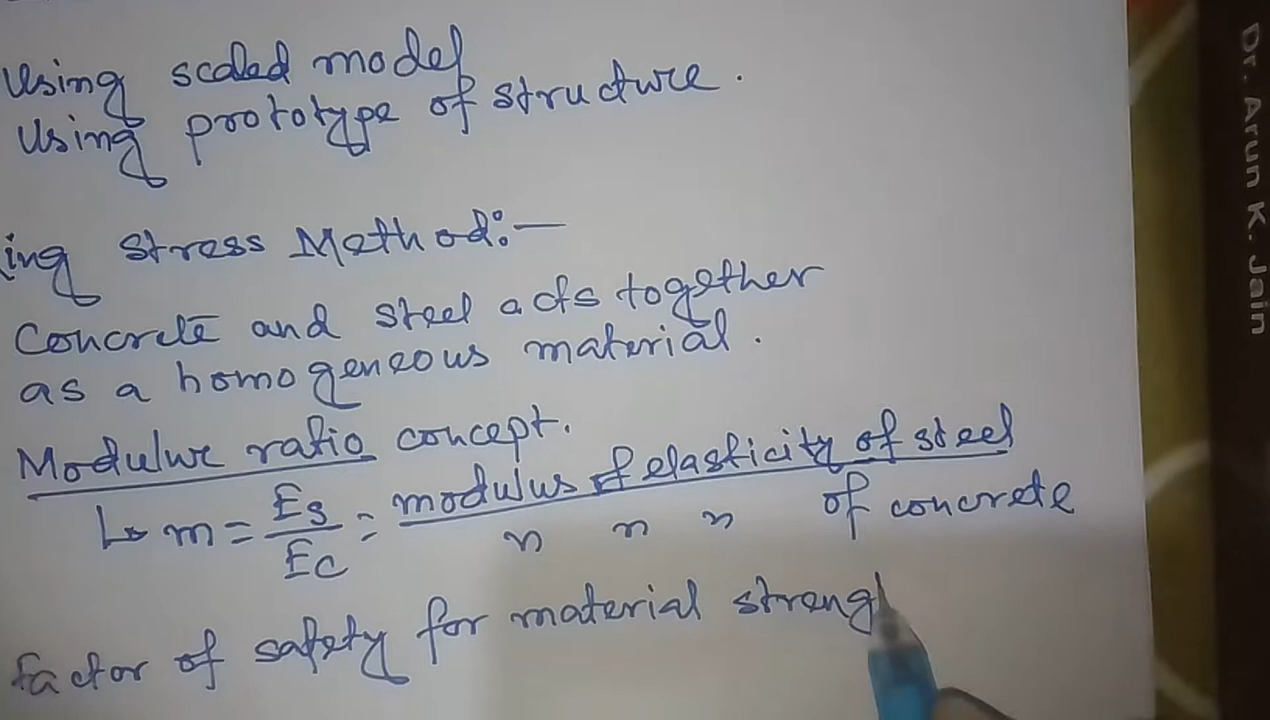 Using scaled model
Using prototype of structure.
ing stress Method:-
Concrete and steel acts together
as a homogeneous material.
Modular ratio concept.
↳ m = Es/Ec = modulus of elasticity of steel
" " " of concrete
factor of safety for material streng
Dr. Arun K. Jain